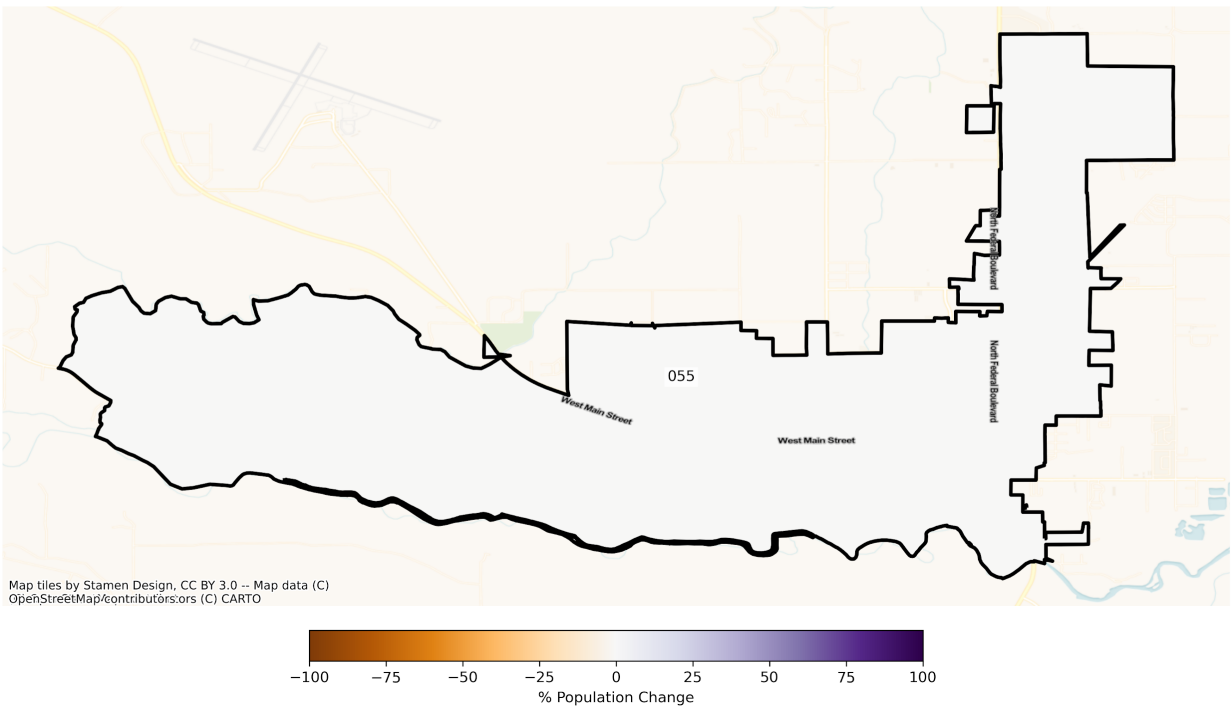 North Federal Boulevard
North Federal Boulevard
055
West Main Street
West Main Street
Map tiles by Stamen Design, CC BY 3.0 -- Map data (C)
OpenStreetMap contributors (C) CARTO
−100 −75 −50 −25 0 25 50 75 100
% Population Change